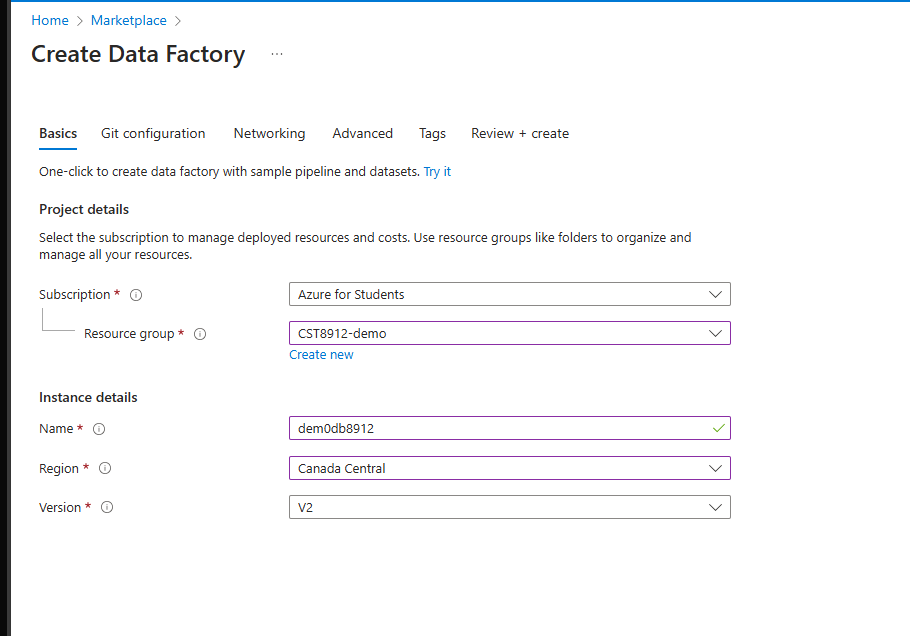 Home > Marketplace >
Create Data Factory ...
Basics Git configuration Networking Advanced Tags Review + create
One-click to create data factory with sample pipeline and datasets. Try it
Project details
Select the subscription to manage deployed resources and costs. Use resource groups like folders to organize and
manage all your resources.
Subscription * Azure for Students
Resource group * CST8912-demo
Create new
Instance details
Name * dem0db8912
Region * Canada Central
Version * V2